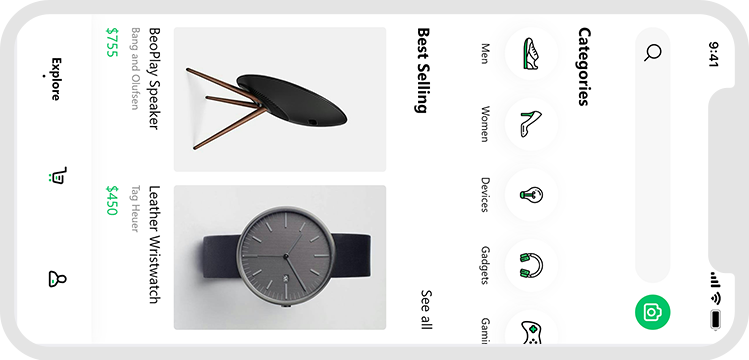 9:41
Categories
Men
Women
Devices
Gadgets
Gami
Best Selling
See all
BeoPlay Speaker
Bang and Olufsen
$755
Leather Wristwatch
Tag Heuer
$450
Explore